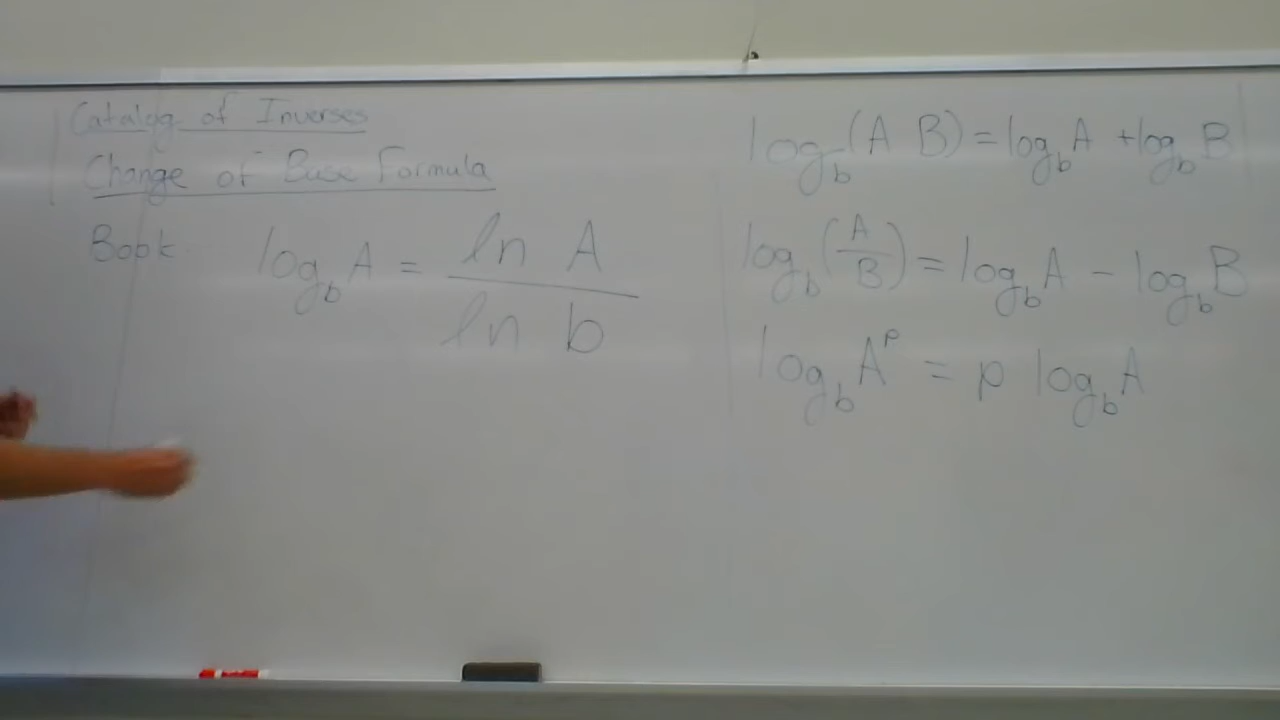 Catalog of Inverses
Change of Base Formula
Book
log_b A = ln A / ln b
log_b (A B) = log_b A + log_b B
log_b (A/B) = log_b A - log_b B
log_b A^p = p log_b A